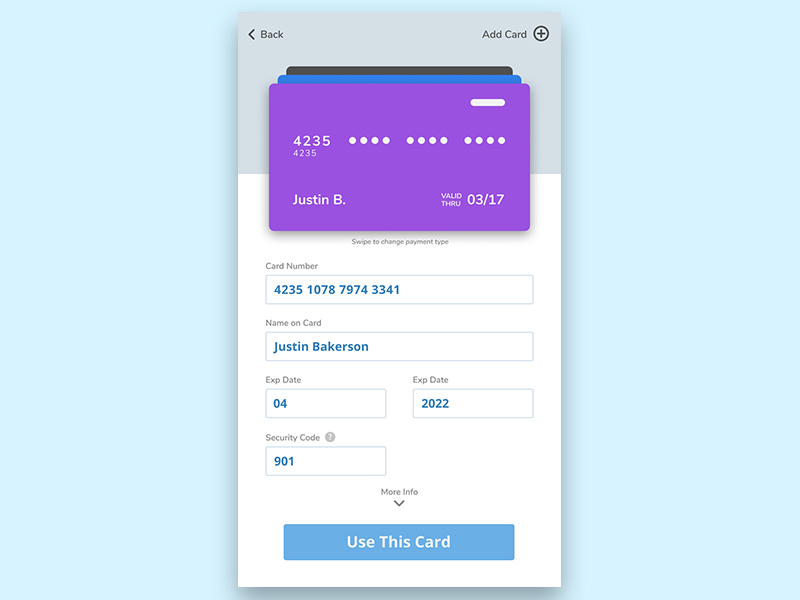 Back
Add Card
4235 •••• •••• ••••
4235
Justin B.
VALID THRU 03/17
Swipe to change payment type
Card Number
4235 1078 7974 3341
Name on Card
Justin Bakerson
Exp Date
Exp Date
04
2022
Security Code ?
901
More Info
Use This Card